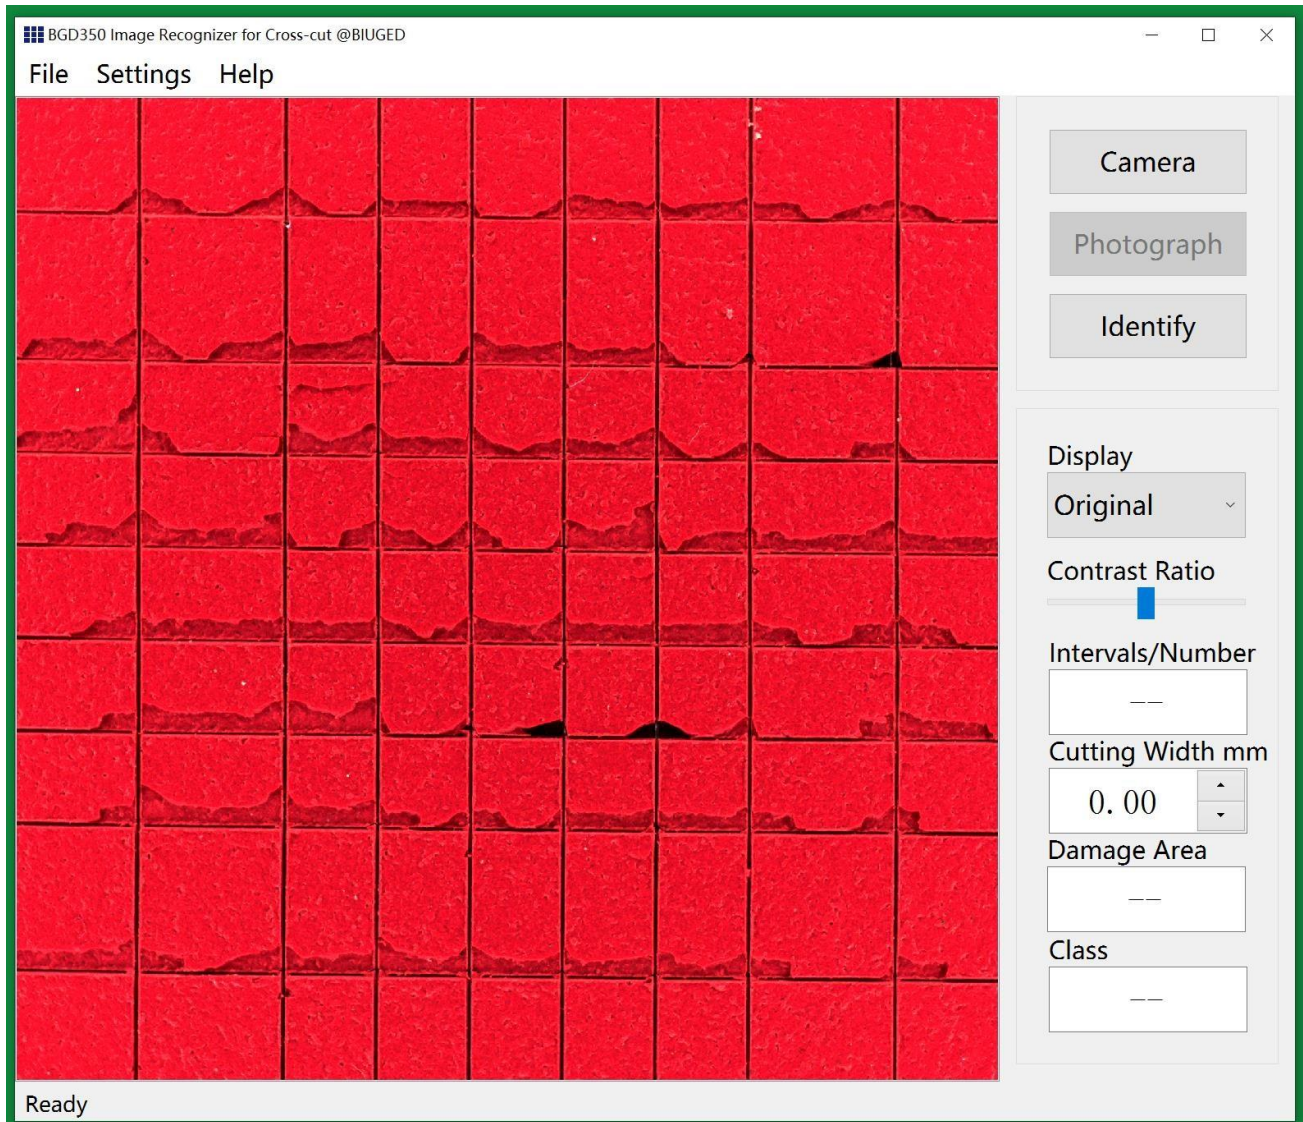 BGD350 Image Recognizer for Cross-cut @BIUGED
File Settings Help
Camera
Photograph
Identify
Display
Original
Contrast Ratio
Intervals/Number
--
Cutting Width mm
0.00
Damage Area
--
Class
--
Ready